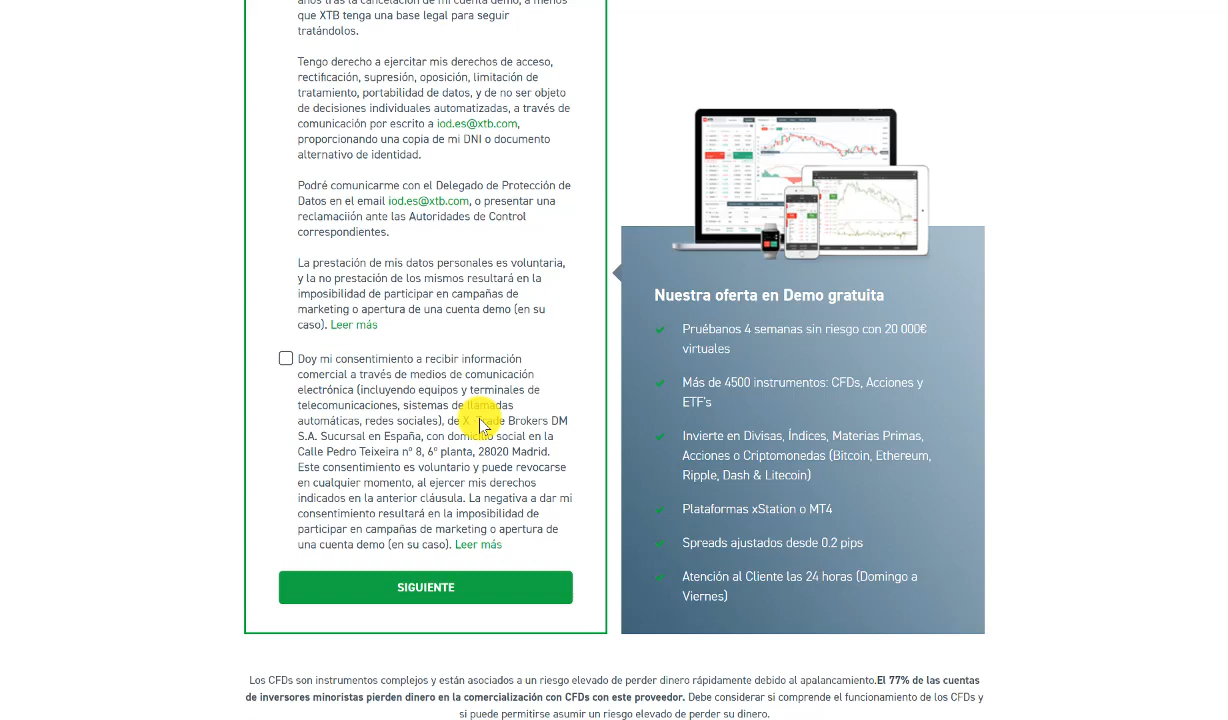 años tras la cancelación de mi cuenta demo, a menos
que XTB tenga una base legal para seguir
tratándolos.
Tengo derecho a ejercitar mis derechos de acceso,
rectificación, supresión, oposición, limitación de
tratamiento, portabilidad de datos, y de no ser objeto
de decisiones individuales automatizadas, a través de
comunicación por escrito a iod.es@xtb.com,
proporcionando una copia de mi DNI o documento
alternativo de identidad.
Podré comunicarme con el Delegado de Protección de
Datos en el email iod.es@xtb.com, o presentar una
reclamaciión ante las Autoridades de Control
correspondientes.
La prestación de mis datos personales es voluntaria,
y la no prestación de los mismos resultará en la
imposibilidad de participar en campañas de
marketing o apertura de una cuenta demo (en su
caso). Leer más
Doy mi consentimiento a recibir información
comercial a través de medios de comunicación
electrónica (incluyendo equipos y terminales de
telecomunicaciones, sistemas de llamadas
automáticas, redes sociales), de X-Trade Brokers DM
S.A. Sucursal en España, con domicilio social en la
Calle Pedro Teixeira nº 8, 6º planta, 28020 Madrid.
Este consentimiento es voluntario y puede revocarse
en cualquier momento, al ejercer mis derechos
indicados en la anterior cláusula. La negativa a dar mi
consentimiento resultará en la imposibilidad de
participar en campañas de marketing o apertura de
una cuenta demo (en su caso). Leer más
SIGUIENTE
Nuestra oferta en Demo gratuita
Pruébanos 4 semanas sin riesgo con 20 000€
virtuales
Más de 4500 instrumentos: CFDs, Acciones y
ETF's
Invierte en Divisas, Índices, Materias Primas,
Acciones o Criptomonedas (Bitcoin, Ethereum,
Ripple, Dash & Litecoin)
Plataformas xStation o MT4
Spreads ajustados desde 0.2 pips
Atención al Cliente las 24 horas (Domingo a
Viernes)
Los CFDs son instrumentos complejos y están asociados a un riesgo elevado de perder dinero rápidamente debido al apalancamiento.El 77% de las cuentas
de inversores minoristas pierden dinero en la comercialización con CFDs con este proveedor. Debe considerar si comprende el funcionamiento de los CFDs y
si puede permitirse asumir un riesgo elevado de perder su dinero.